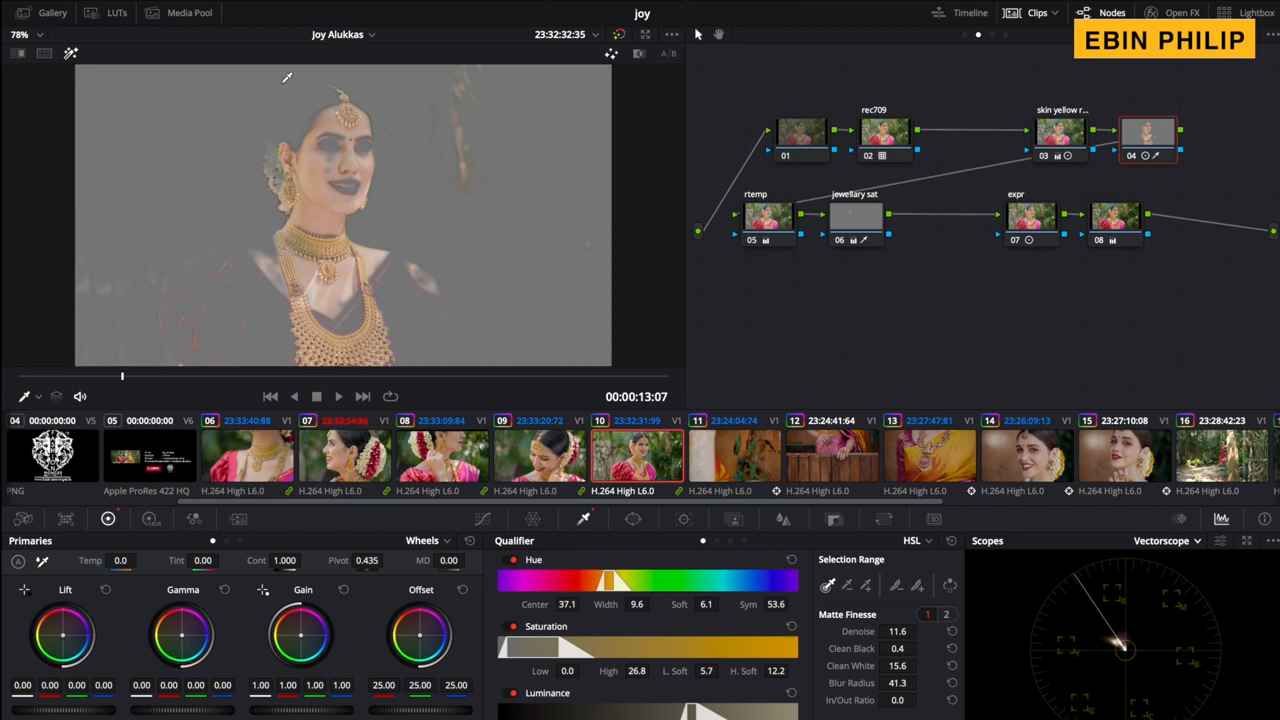 Gallery
LUTs
Media Pool
joy
Timeline
Clips
Nodes
Open FX
Lightbox
EBIN PHILIP
78%
Joy Alukkas
23:32:32:35
A/B
rec709
skin yellow r...
01
02
03
04
rtemp
jewellary sat
expr
05
06
07
08
00:00:13:07
04 00:00:00:00 V5
05 00:00:00:00 V6
06 23:33:40:88 V1
07 23:33:54:86 V1
08 23:33:09:84 V1
09 23:33:20:72 V1
10 23:32:31:99 V1
11 23:24:04:74 V1
12 23:24:41:64 V1
13 23:27:47:81 V1
14 23:26:09:13 V1
15 23:27:10:08 V1
16 23:28:42:23 V1
PNG
Apple ProRes 422 HQ
H.264 High L6.0
H.264 High L6.0
H.264 High L6.0
H.264 High L6.0
H.264 High L6.0
H.264 High L6.0
H.264 High L6.0
H.264 High L6.0
H.264 High L6.0
H.264 High L6.0
H.264 High L6.0
Primaries
Wheels
Temp 0.0
Tint 0.00
Cont 1.000
Pivot 0.435
MD 0.00
Lift
Gamma
Gain
Offset
0.00 0.00 0.00 0.00
0.00 0.00 0.00 0.00
1.00 1.00 1.00 1.00
25.00 25.00 25.00
Qualifier
HSL
Hue
Center 37.1 Width 9.6 Soft 6.1 Sym 53.6
Saturation
Low 0.0 High 26.8 L. Soft 5.7 H. Soft 12.2
Luminance
Selection Range
Matte Finesse 1 2
Denoise 11.6
Clean Black 0.4
Clean White 15.6
Blur Radius 41.3
In/Out Ratio 0.0
Scopes
Vectorscope